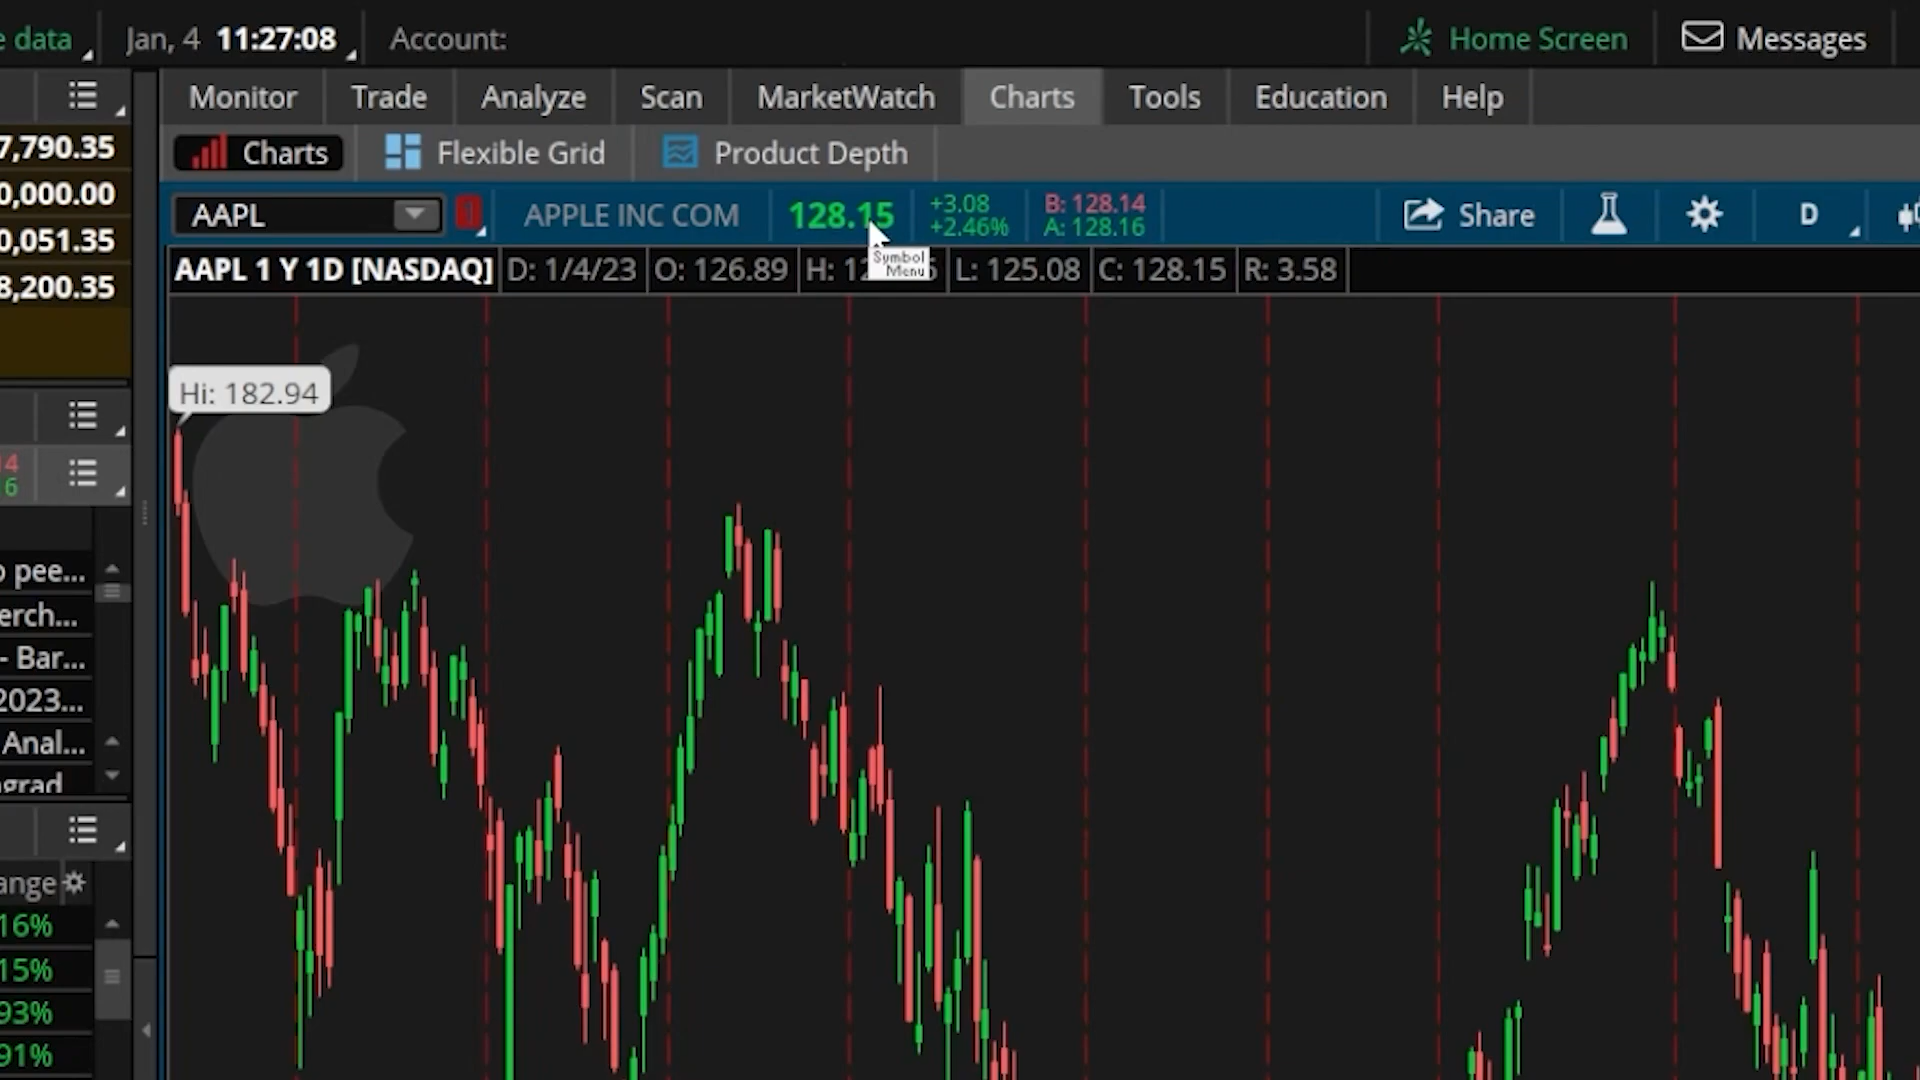 e data
Jan, 4 11:27:08
Account:
Home Screen
Messages
Monitor
Trade
Analyze
Scan
MarketWatch
Charts
Tools
Education
Help
Charts
Flexible Grid
Product Depth
AAPL
APPLE INC COM
128.15
+3.08
+2.46%
B: 128.14
A: 128.16
Share
D
AAPL 1 Y 1D [NASDAQ]
D: 1/4/23
O: 126.89
H: 12
L: 125.08
C: 128.15
R: 3.58
Symbol
Menu
Hi: 182.94
7,790.35
0,000.00
0,051.35
8,200.35
4
6
o pee...
erch...
- Bar...
2023...
Anal...
grad
ange
16%
15%
93%
91%